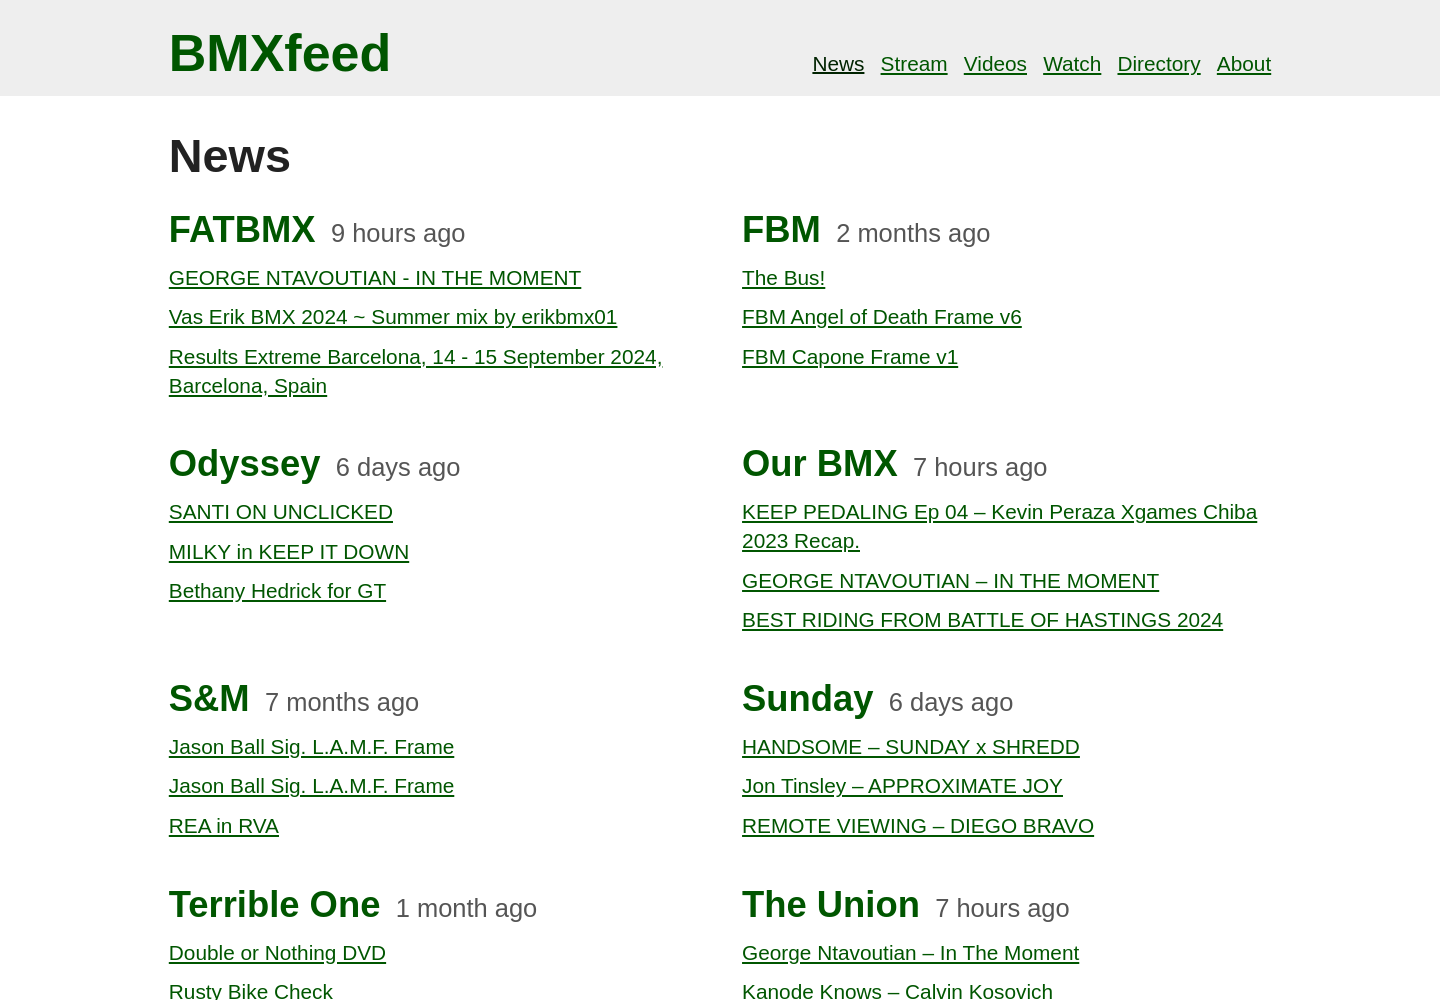 BMXfeed
News Stream Videos Watch Directory About
News
FATBMX 9 hours ago
GEORGE NTAVOUTIAN - IN THE MOMENT
Vas Erik BMX 2024 ~ Summer mix by erikbmx01
Results Extreme Barcelona, 14 - 15 September 2024,
Barcelona, Spain
FBM 2 months ago
The Bus!
FBM Angel of Death Frame v6
FBM Capone Frame v1
Odyssey 6 days ago
SANTI ON UNCLICKED
MILKY in KEEP IT DOWN
Bethany Hedrick for GT
Our BMX 7 hours ago
KEEP PEDALING Ep 04 – Kevin Peraza Xgames Chiba
2023 Recap.
GEORGE NTAVOUTIAN – IN THE MOMENT
BEST RIDING FROM BATTLE OF HASTINGS 2024
S&M 7 months ago
Jason Ball Sig. L.A.M.F. Frame
Jason Ball Sig. L.A.M.F. Frame
REA in RVA
Sunday 6 days ago
HANDSOME – SUNDAY x SHREDD
Jon Tinsley – APPROXIMATE JOY
REMOTE VIEWING – DIEGO BRAVO
Terrible One 1 month ago
Double or Nothing DVD
Rusty Bike Check
The Union 7 hours ago
George Ntavoutian – In The Moment
Kanode Knows – Calvin Kosovich